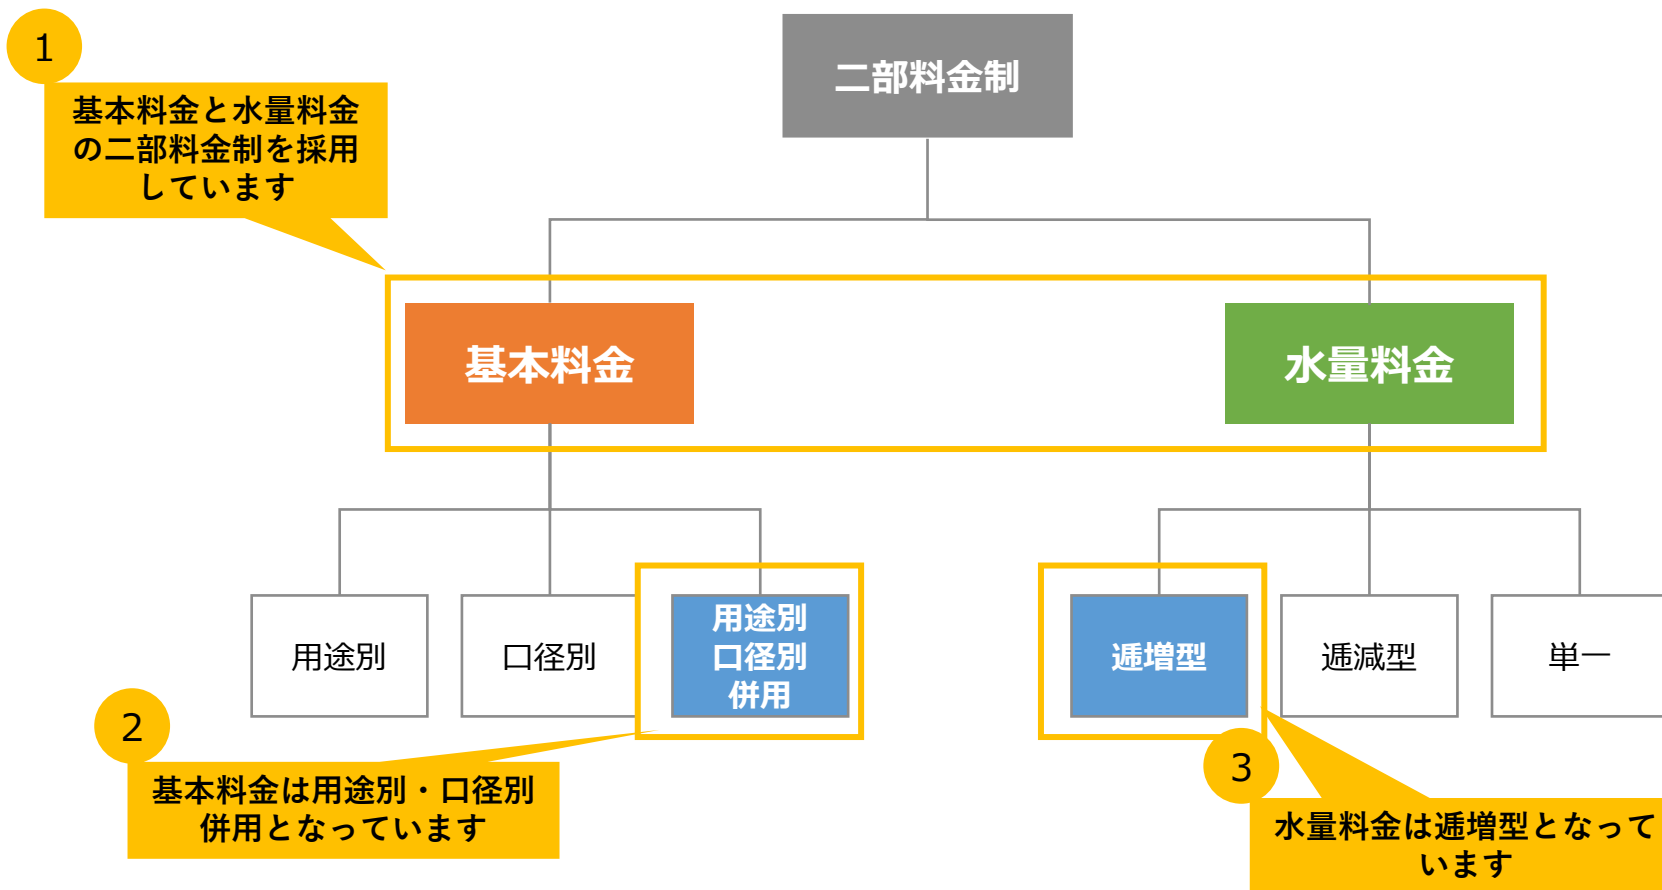 1
二部料金制
基本料金と水量料金
の二部料金制を採用
しています
基本料金
水量料金
用途別
口径別
用途別
口径別
併用
逓増型
逓減型
単一
2
基本料金は用途別・口径別
併用となっています
3
水量料金は逓増型となって
います